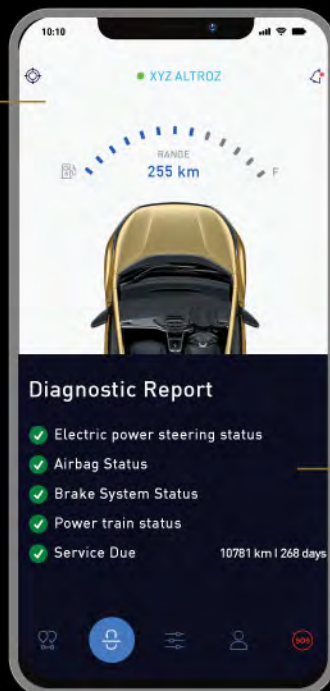 10:10
XYZ ALTROZ
RANGE
255 km
F
Diagnostic Report
Electric power steering status
Airbag Status
Brake System Status
Power train status
Service Due 10781 km | 268 days
SOS